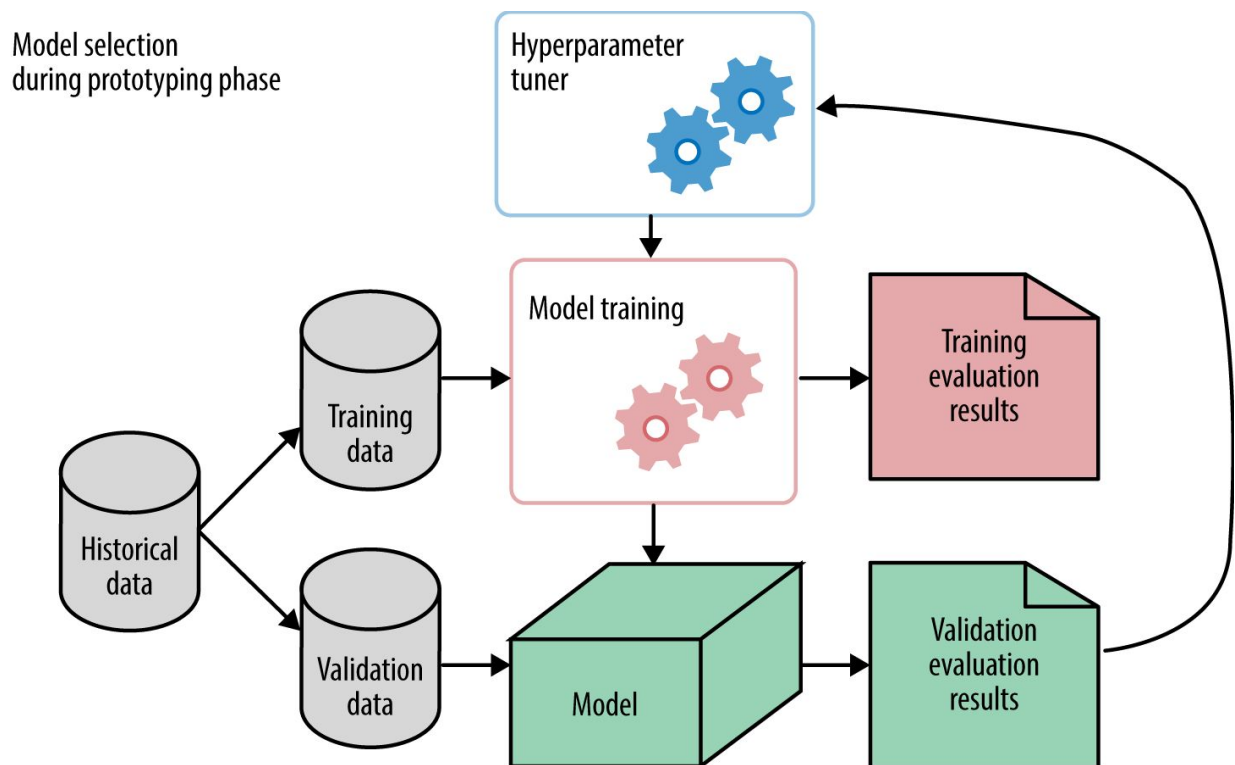 Model selection
during prototyping phase
Hyperparameter
tuner
Model training
Training
evaluation
results
Training
data
Historical
data
Validation
data
Model
Validation
evaluation
results